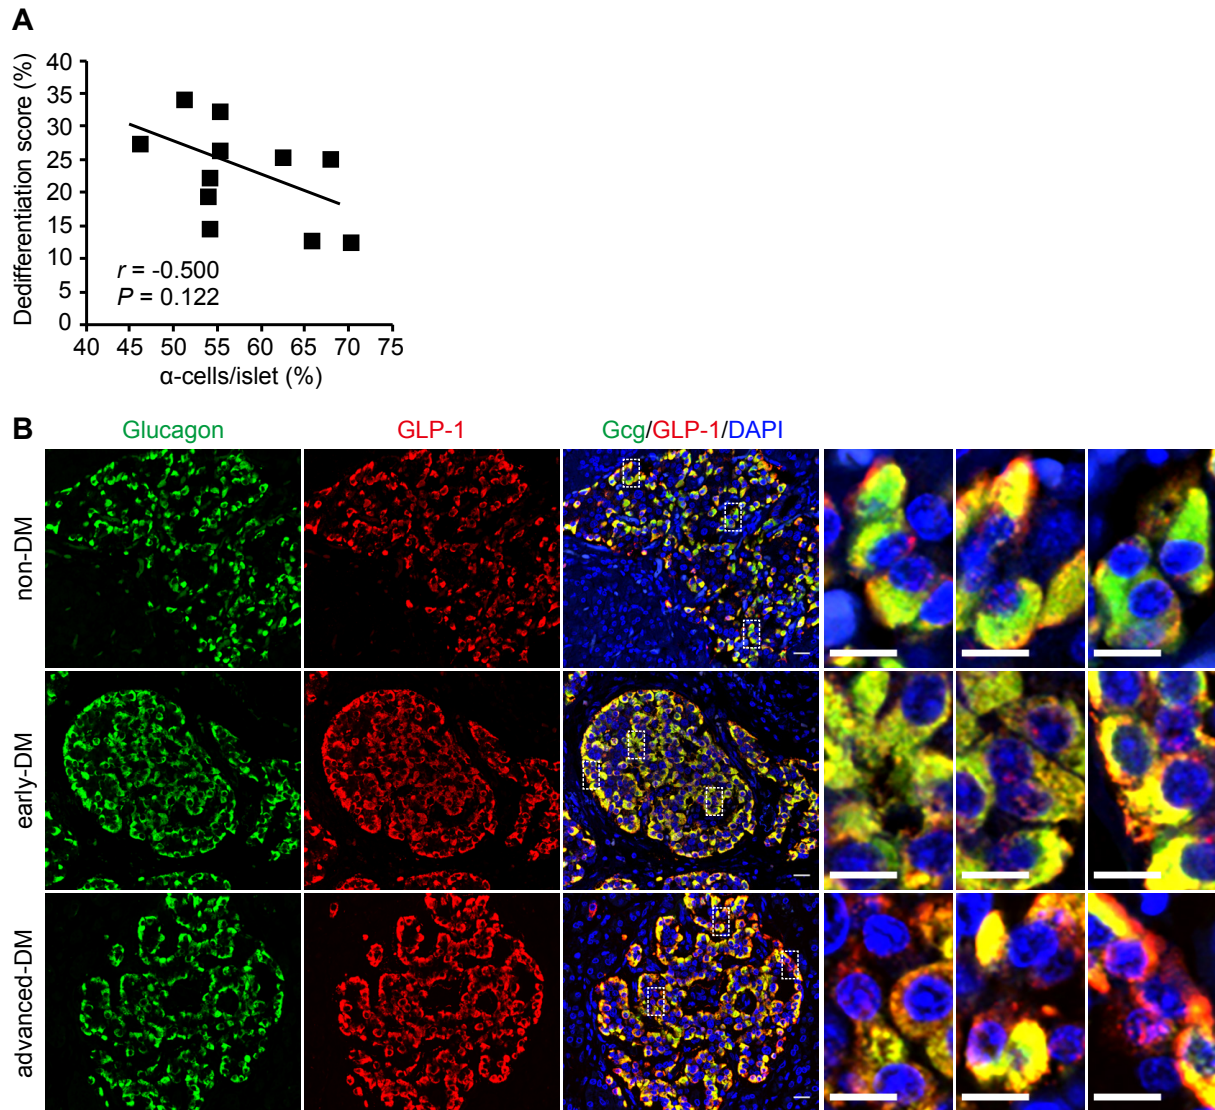 A
Dedifferentiation score (%)
40
35
30
25
20
15
10
5
0
r = -0.500
P = 0.122
40 45 50 55 60 65 70 75
α-cells/islet (%)
B
Glucagon GLP-1 Gcg/GLP-1/DAPI
non-DM
early-DM
advanced-DM